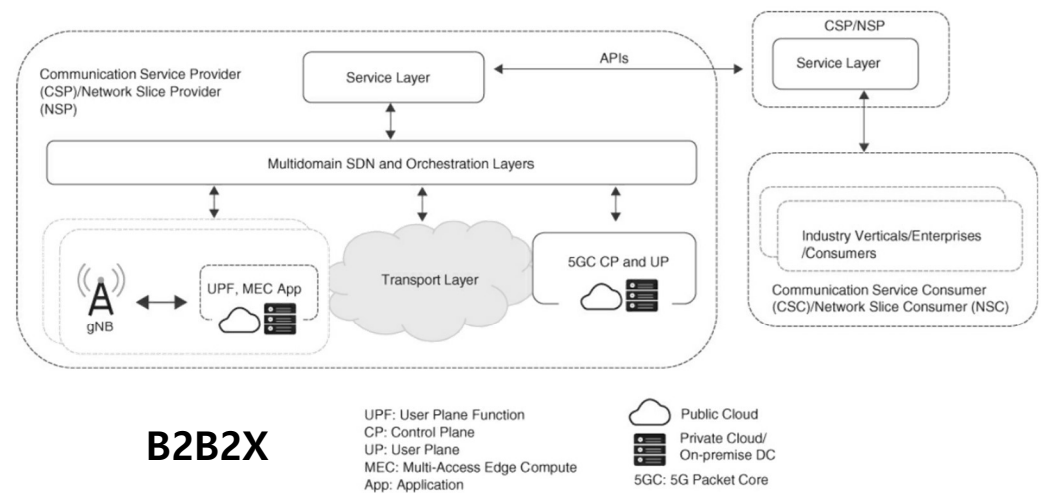 Communication Service Provider
(CSP)/Network Slice Provider
(NSP)
Service Layer
APIs
CSP/NSP
Service Layer
Multidomain SDN and Orchestration Layers
gNB
UPF, MEC App
Transport Layer
5GC CP and UP
Industry Verticals/Enterprises
/Consumers
Communication Service Consumer
(CSC)/Network Slice Consumer (NSC)
B2B2X
UPF: User Plane Function
CP: Control Plane
UP: User Plane
MEC: Multi-Access Edge Compute
App: Application
Public Cloud
Private Cloud/
On-premise DC
5GC: 5G Packet Core